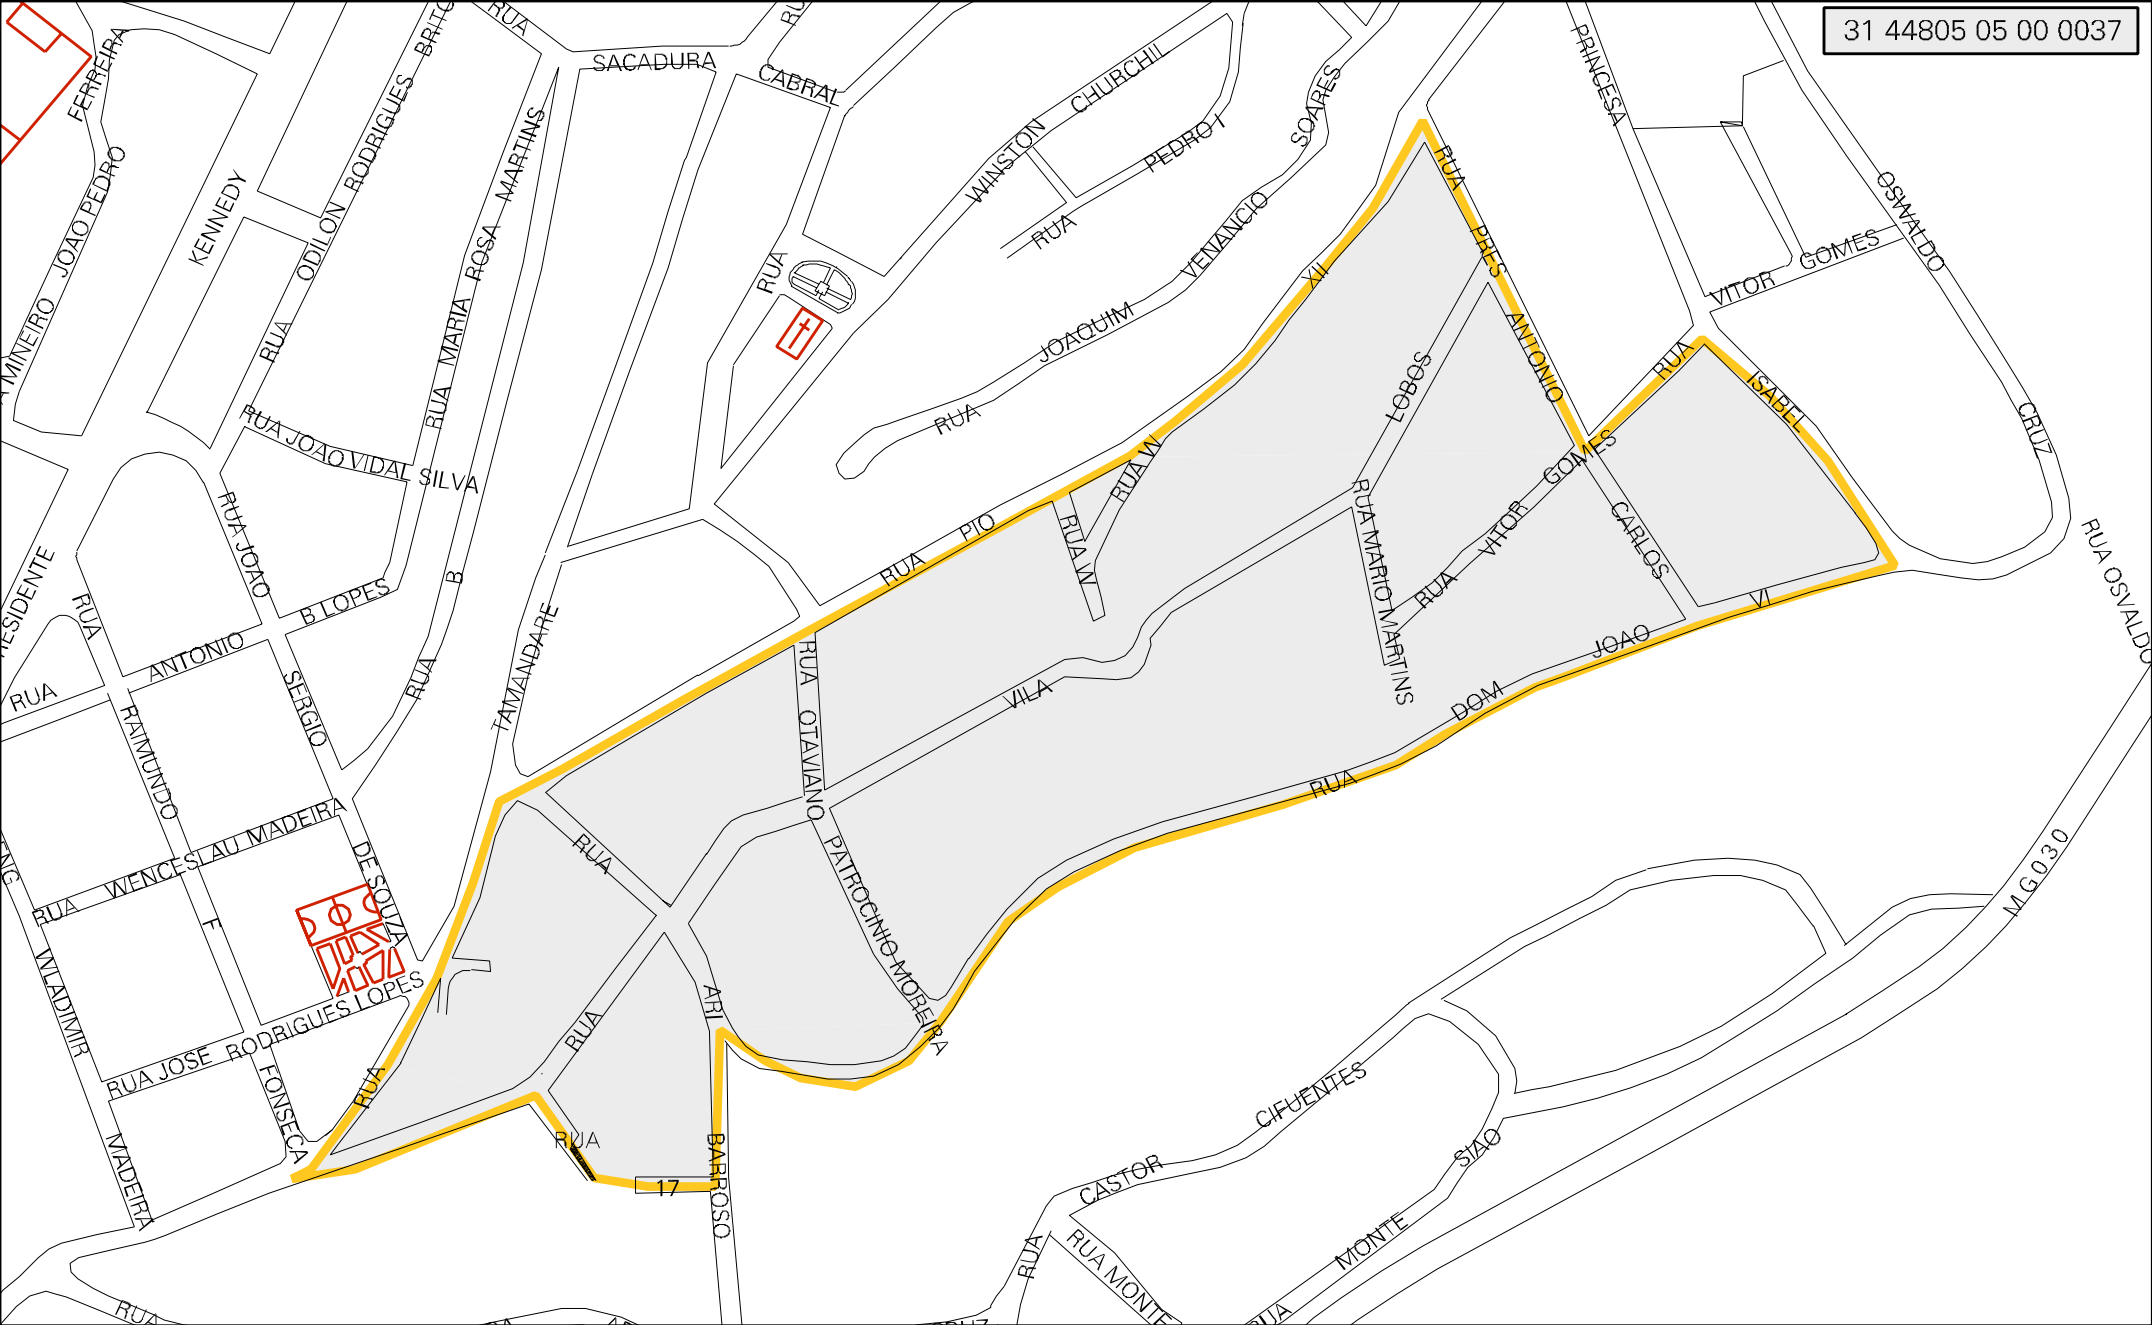 31 44805 05 00 0037
RUA
SACADURA
CABRAL
FERREIRA
JOAO PEDRO
MINEIRO
KENNEDY
RUA
ODILON
RODRIGUES
BRITO
RUA
MARIA
ROSA
MARTINS
RUA
WINSTON
CHURCHIL
RUA
PEDRO I
RUA
JOAQUIM
VENANCIO
SOARES
PRINCESA
ISABEL
OSWALDO
CRUZ
RUA
VITOR
GOMES
RUA
PRES
ANTONIO
CARLOS
RUA JOAO VIDAL SILVA
RUA
PIO
XII
RUA W
RUA W
VILA
LOBOS
RUA MARIO MARTINS
RUA
VITOR
GOMES
RUA
DOM
JOAO
VI
RUA OSVALDO
RUA JOAO
SERGIO
DE SOUZA
RUA
ANTONIO
B LOPES
RUA
B
RUA
TAMANDARE
RUA
RAIMUNDO
F
FONSECA
RUA
WENCESLAU MADEIRA
WLADIMIR
MADEIRA
RUA JOSE
RODRIGUES LOPES
RUA
OTAVIANO
PATROCINIO MOREIRA
RUA
ARI
BARROSO
RUA
RUA
17
MG030
RUA
CASTOR
CIFUENTES
RUA MONTE
RUA
MONTE
SIAO
RUA